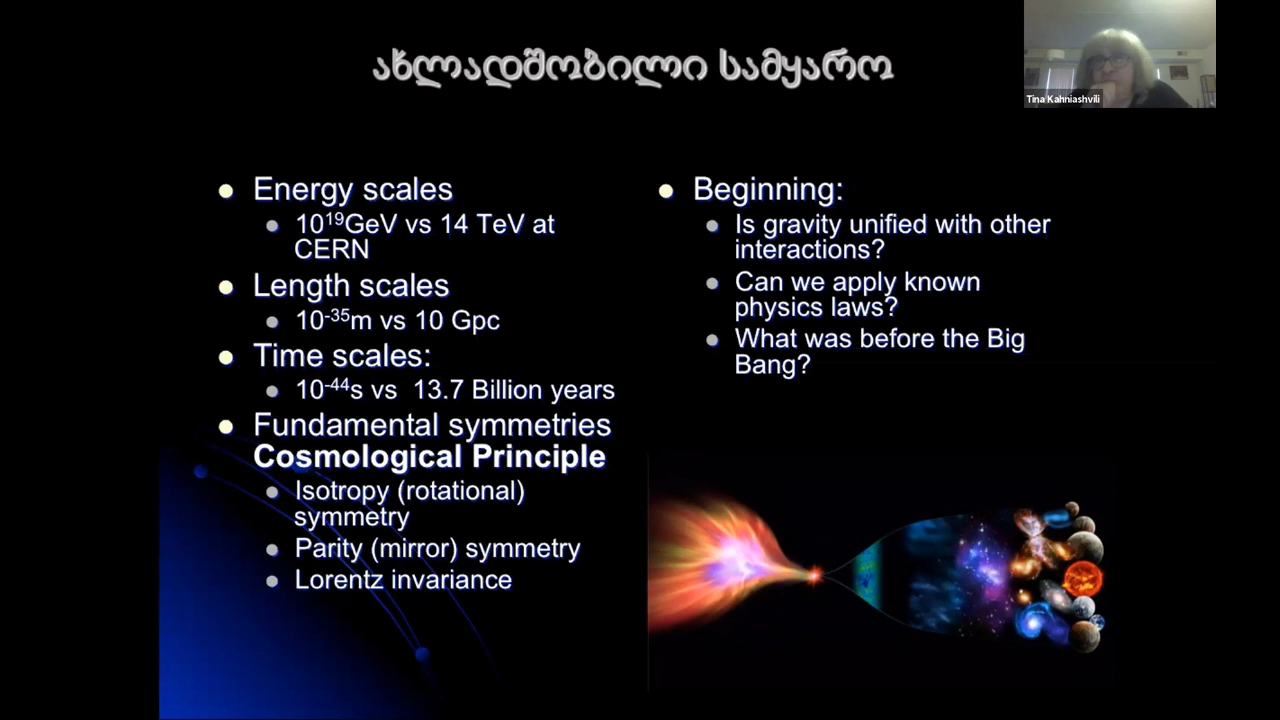 ახლადშობილი სამყარო
Tina Kahniashvili
Energy scales
10¹⁹GeV vs 14 TeV at
CERN
Length scales
10⁻³⁵m vs 10 Gpc
Time scales:
10⁻⁴⁴s vs 13.7 Billion years
Fundamental symmetries
Cosmological Principle
Isotropy (rotational)
symmetry
Parity (mirror) symmetry
Lorentz invariance
Beginning:
Is gravity unified with other
interactions?
Can we apply known
physics laws?
What was before the Big
Bang?